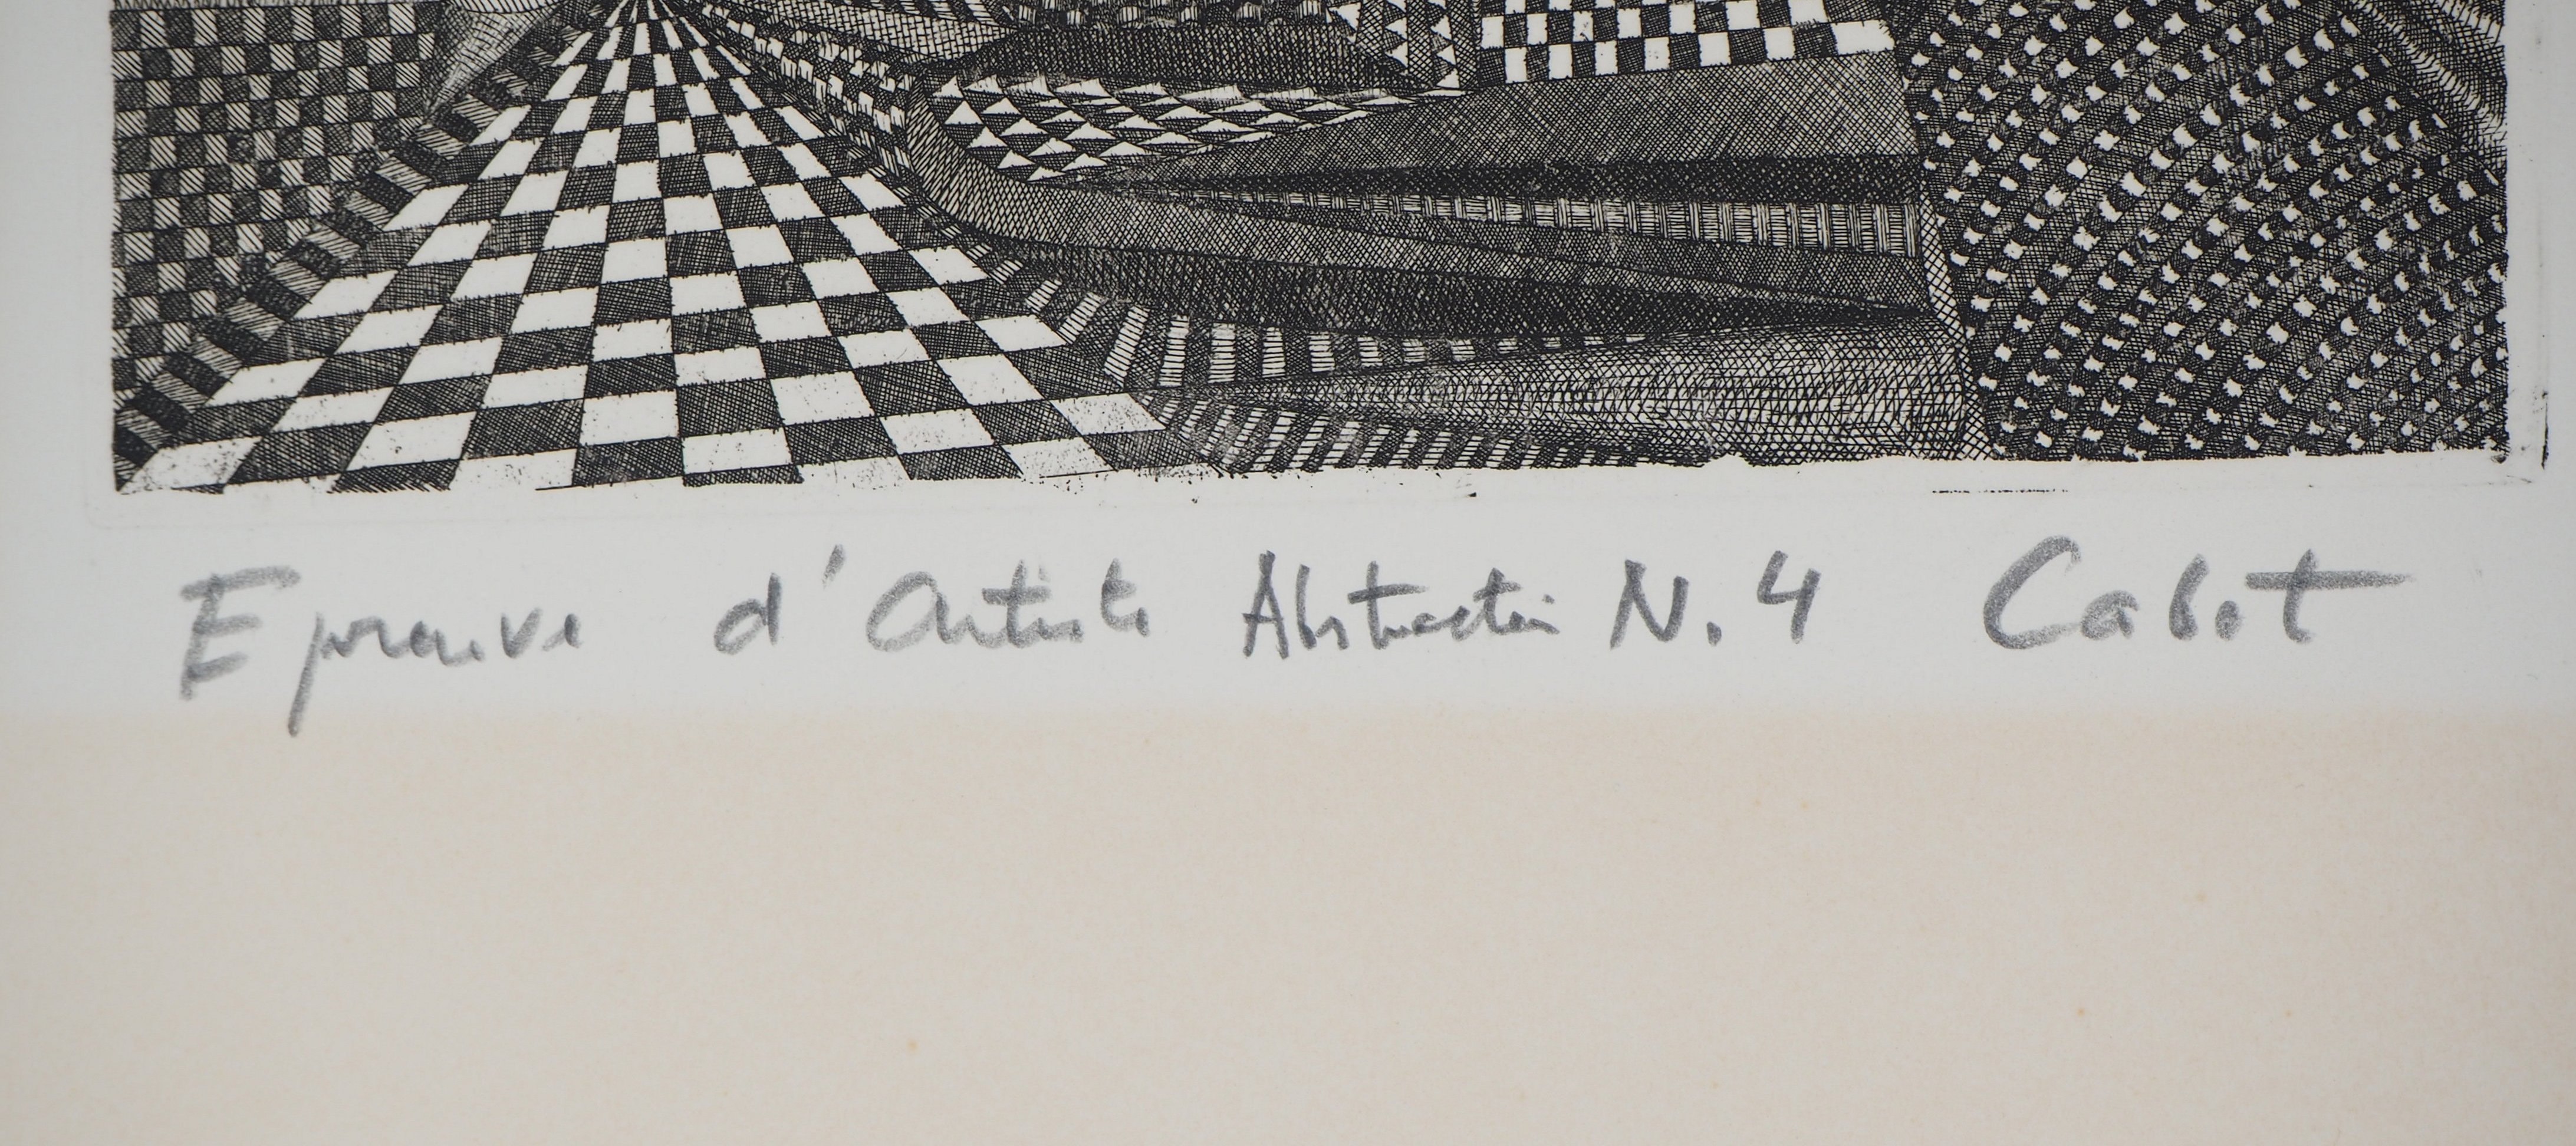 Epreuve d'Artiste Abstraction N. 4 Cabot